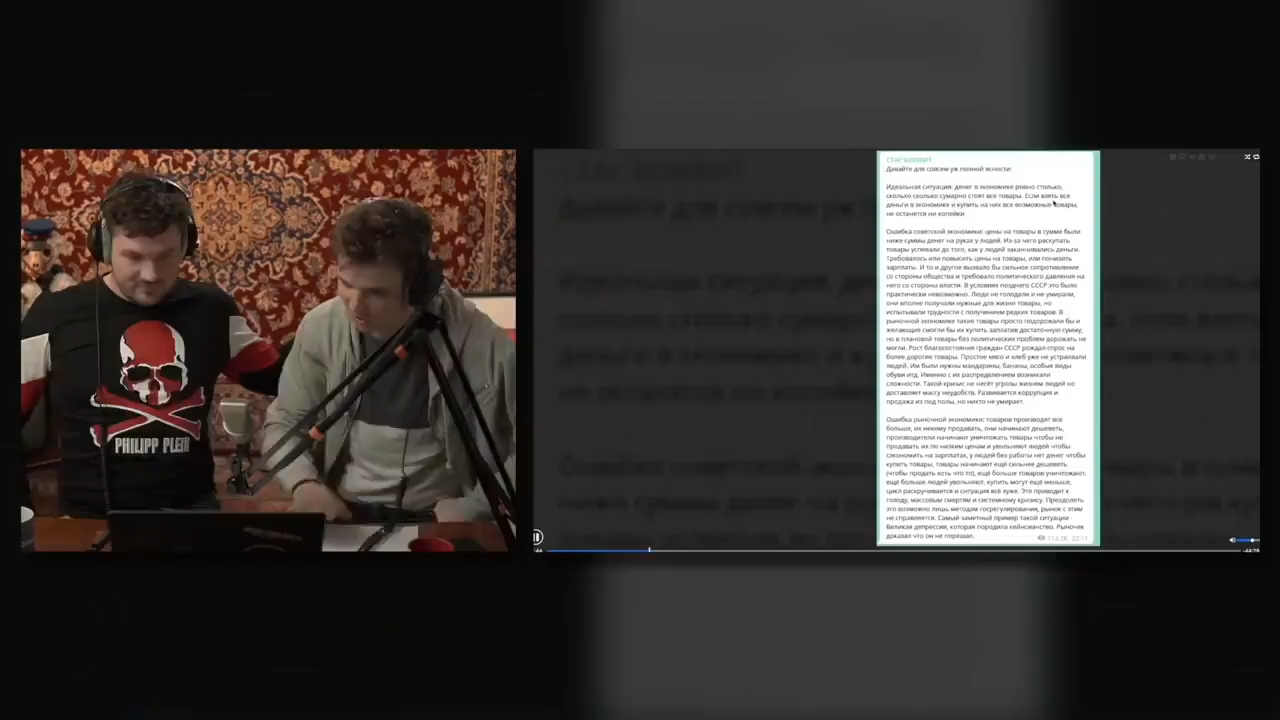 Давайте для совсем уж полной ясности:
Идеальная ситуация: денег в экономике ровно столько,
сколько сколько сумарно стоят все товары. Если взять все
деньги в экономике и купить на них все возможные товары,
не останется ни копейки
Ошибка советской экономики: цены на товары в сумме были
ниже суммы денег на руках у людей. Из-за чего раскупать
товары успевали до того, как у людей заканчивались деньги.
Требовалось или повысить цены на товары, или понизить
зарплаты. И то и другое вызвало бы сильное сопротивление
со стороны общества и требовало политического давления на
него со стороны власти. В условиях позднего СССР это было
практически невозможно. Люди не голодали и не умирали,
они вполне получали нужные для жизни товары, но
испытывали трудности с получением редких товаров. В
рыночной экономике такие товары просто подорожали бы и
желающие смогли бы их купить заплатив достаточную сумму,
но в плановой товары без политических проблем дорожать не
могли. Рост благосостояния граждан СССР рождал спрос на
более дорогие товары. Простое мясо и хлеб уже не устраивали
людей. Им были нужны мандарины, бананы, особые виды
обуви итд. Именно с их распределением возникали
сложности. Такой кризис не несёт угрозы жизням людей но
доставляет массу неудобств. Развивается коррупция и
продажа из под полы, но никто не умирает.
Ошибка рыночной экономики: товаров производят все
больше, их некому продавать, они начинают дешеветь,
производители начинают уничтожать товары чтобы не
продавать их по низким ценам и увольняют людей чтобы
сэкономить на зарплатах, у людей без работы нет денег чтобы
купить товары, товары начинают ещё сильнее дешеветь
(чтобы продать хоть что то), ещё больше товаров уничтожают,
ещё больше людей увольняют, купить могут ещё меньше,
цикл раскручивается и ситуация всё хуже. Это приводит к
голоду, массовым смертям и системному кризису. Преодолеть
это возможно лишь методам госрегулирования, рынок с этим
не справляется. Самый заметный пример такой ситуации
Великая депрессия, которая породила кейнсианство. Рыночек
доказал что он не порешал.
PHILIPP PLEIN